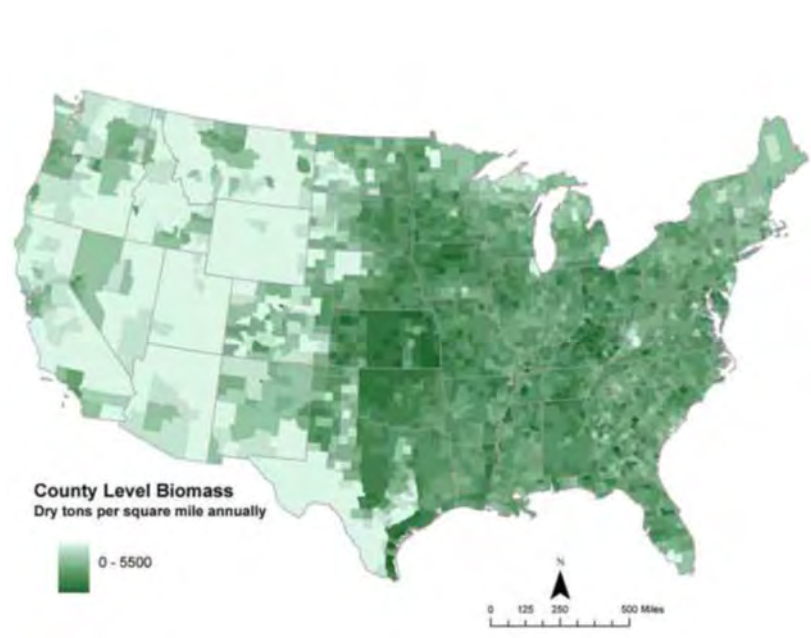 County Level Biomass
Dry tons per square mile annually
0 - 5500
N
0 125 250 500 Miles